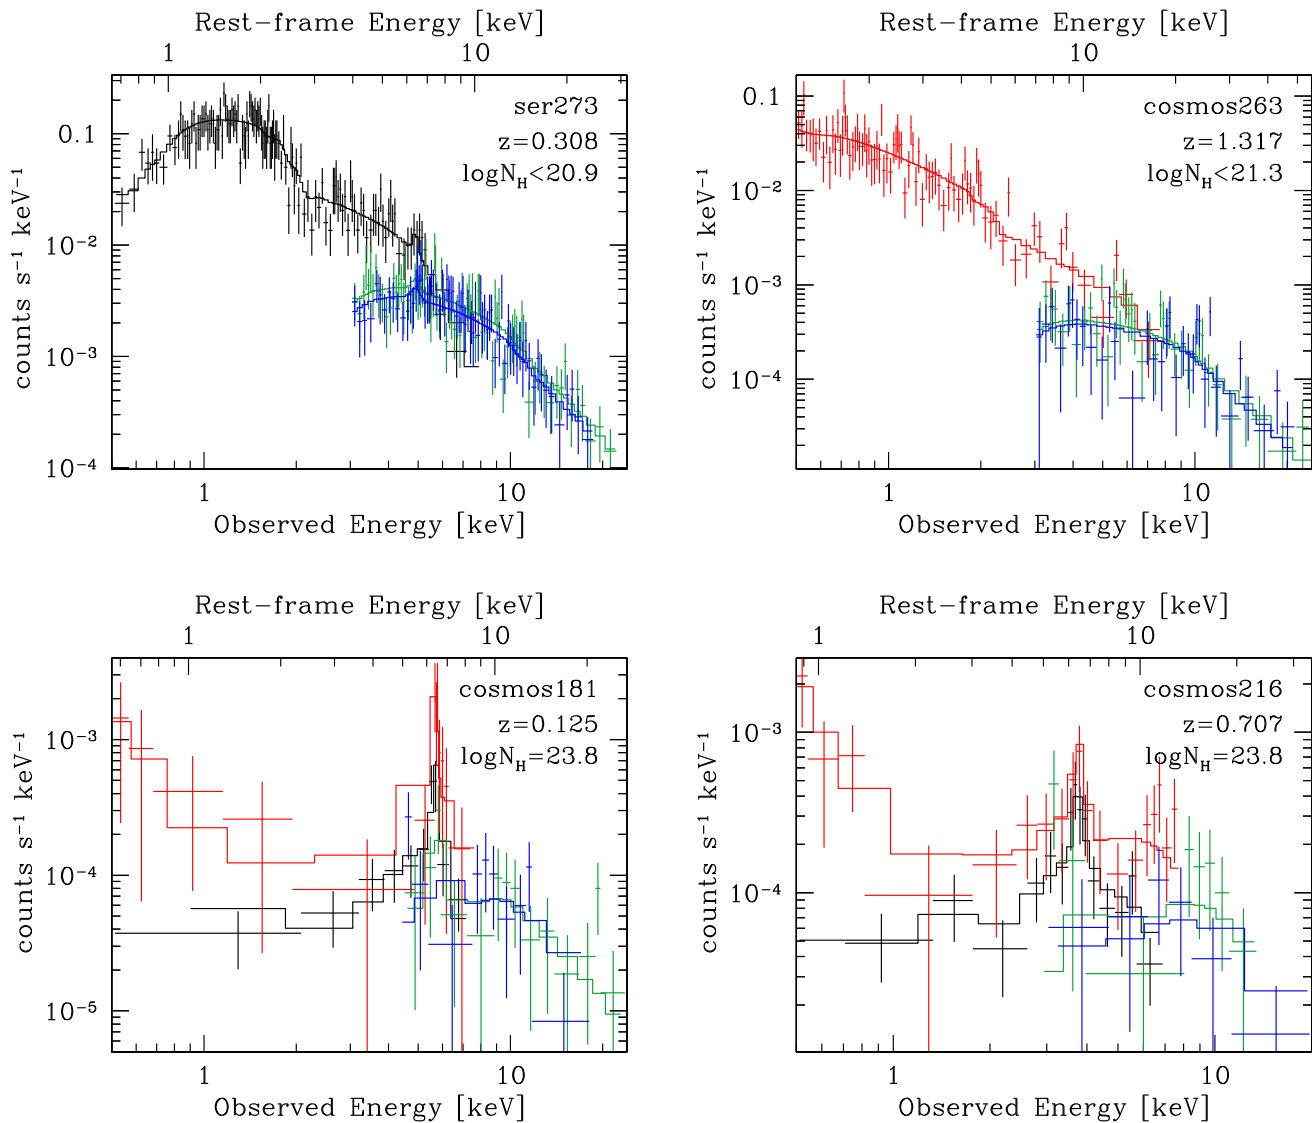 Rest-frame Energy [keV]
1 10
ser273
z=0.308
logN_H<20.9
0.1
10⁻²
10⁻³
10⁻⁴
counts s⁻¹ keV⁻¹
1 10
Observed Energy [keV]
Rest-frame Energy [keV]
10
cosmos263
z=1.317
logN_H<21.3
0.1
10⁻²
10⁻³
10⁻⁴
counts s⁻¹ keV⁻¹
1 10
Observed Energy [keV]
Rest-frame Energy [keV]
1 10
cosmos181
z=0.125
logN_H=23.8
10⁻³
10⁻⁴
10⁻⁵
counts s⁻¹ keV⁻¹
1 10
Observed Energy [keV]
Rest-frame Energy [keV]
1 10
cosmos216
z=0.707
logN_H=23.8
10⁻³
10⁻⁴
counts s⁻¹ keV⁻¹
1 10
Observed Energy [keV]